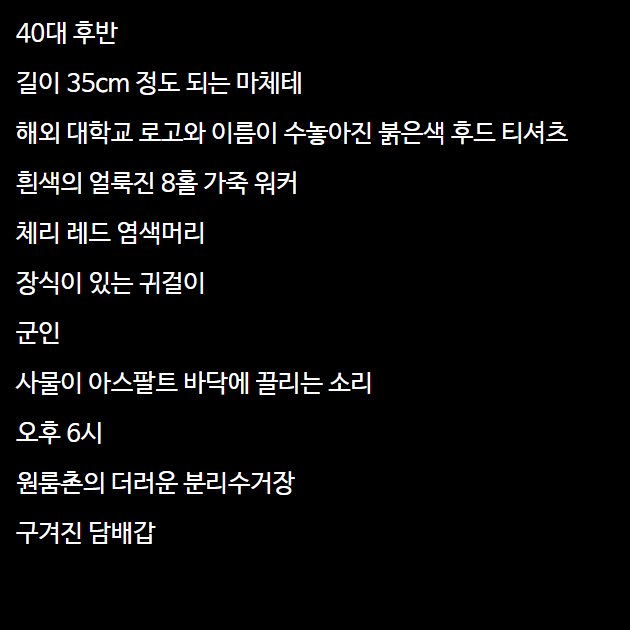 40대 후반
길이 35cm 정도 되는 마체테
해외 대학교 로고와 이름이 수놓아진 붉은색 후드 티셔츠
흰색의 얼룩진 8홀 가죽 워커
체리 레드 염색머리
장식이 있는 귀걸이
군인
사물이 아스팔트 바닥에 끌리는 소리
오후 6시
원룸촌의 더러운 분리수거장
구겨진 담배갑